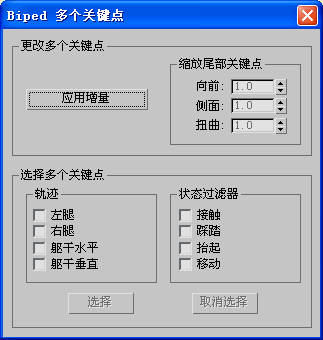 Biped 多个关键点
更改多个关键点
应用增量
缩放尾部关键点
向前: 1.0
侧面: 1.0
扭曲: 1.0
选择多个关键点
轨迹
左腿
右腿
躯干水平
躯干垂直
状态过滤器
接触
踩踏
抬起
移动
选择
取消选择